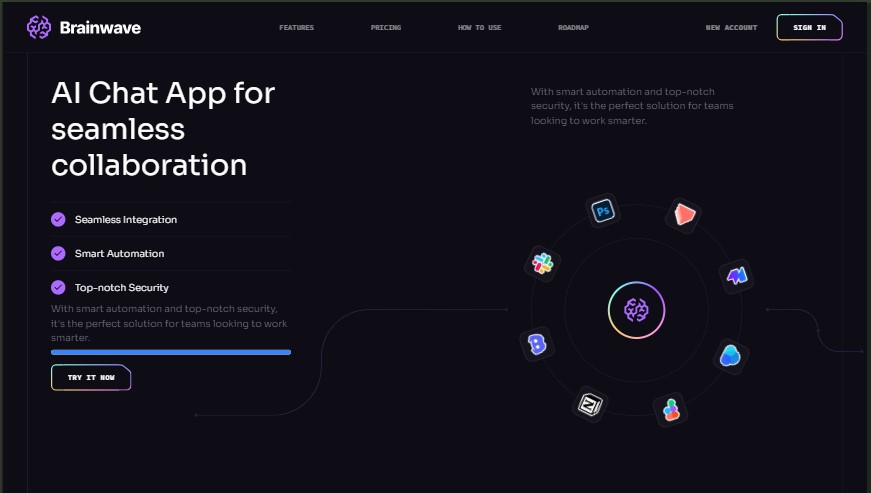 Brainwave
FEATURES
PRICING
HOW TO USE
ROADMAP
NEW ACCOUNT
SIGN IN
AI Chat App for
seamless
collaboration
Seamless Integration
Smart Automation
Top-notch Security
With smart automation and top-notch security,
it's the perfect solution for teams looking to work
smarter.
TRY IT NOW
With smart automation and top-notch
security, it's the perfect solution for teams
looking to work smarter.
Ps